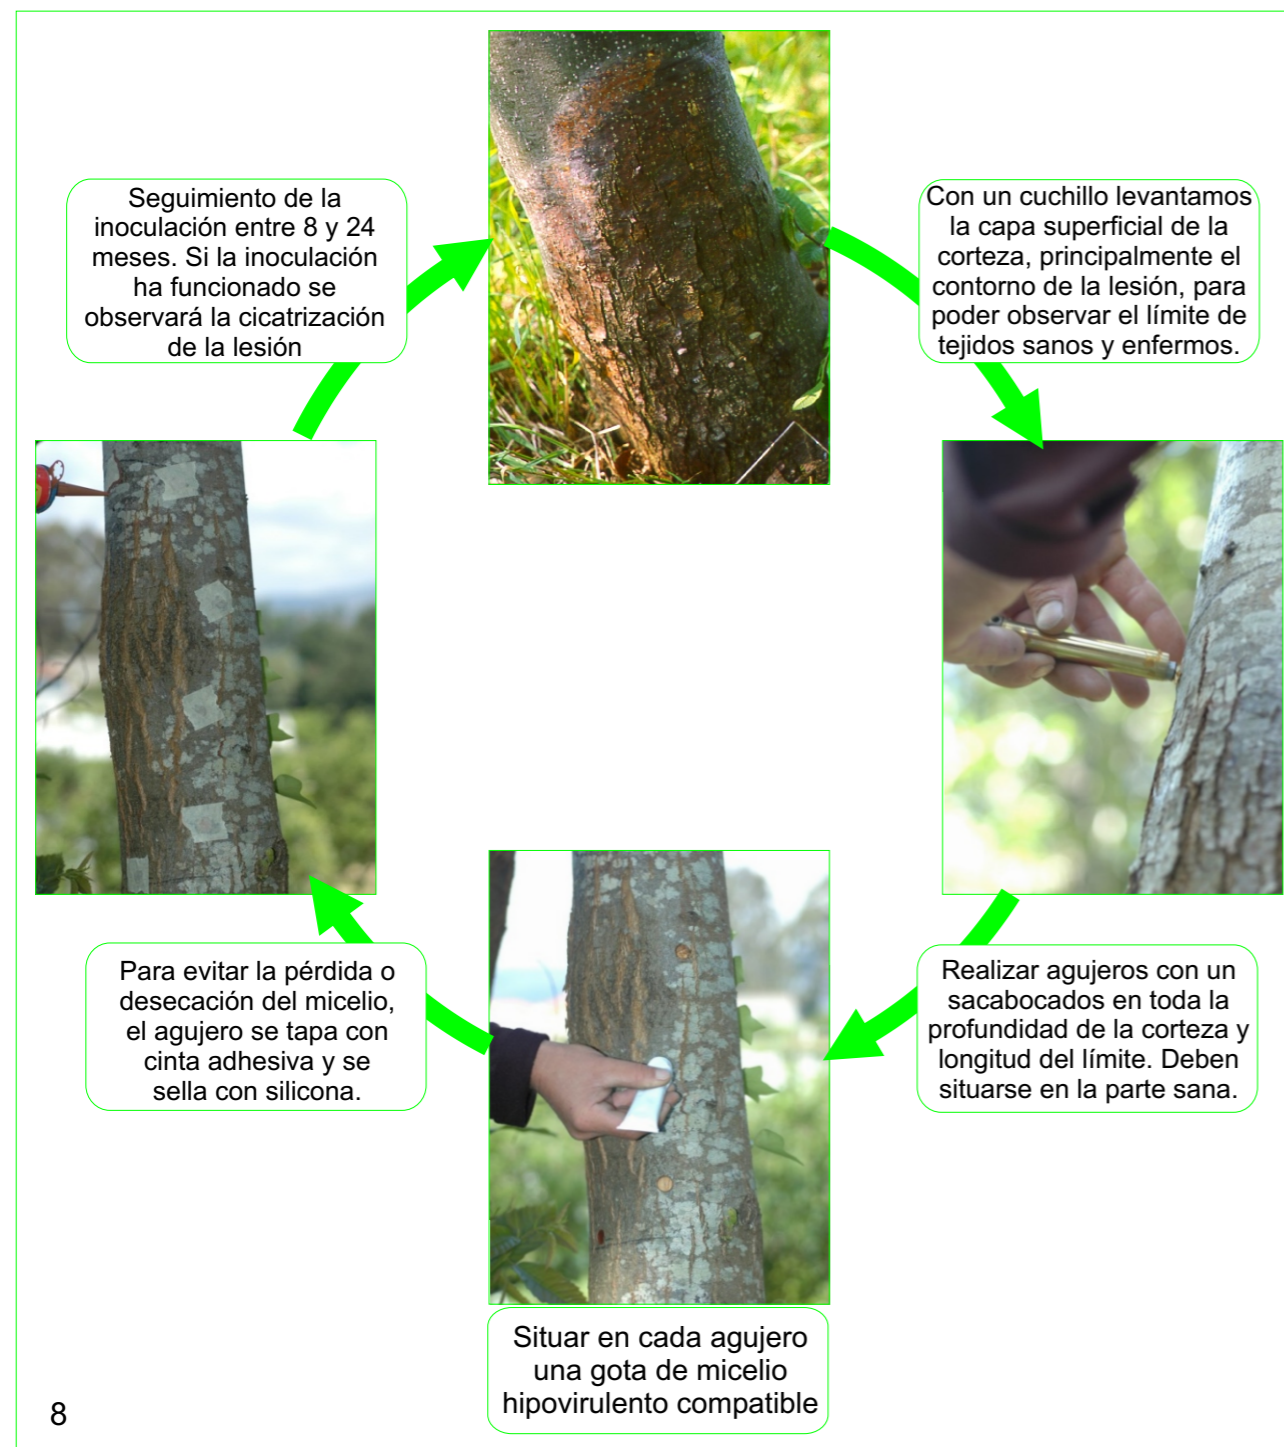 Con un cuchillo levantamos
la capa superficial de la
corteza, principalmente el
contorno de la lesión, para
poder observar el límite de
tejidos sanos y enfermos.
Realizar agujeros con un
sacabocados en toda la
profundidad de la corteza y
longitud del límite. Deben
situarse en la parte sana.
Situar en cada agujero
una gota de micelio
hipovirulento compatible
Para evitar la pérdida o
desecación del micelio,
el agujero se tapa con
cinta adhesiva y se
sella con silicona.
Seguimiento de la
inoculación entre 8 y 24
meses. Si la inoculación
ha funcionado se
observará la cicatrización
de la lesión
8